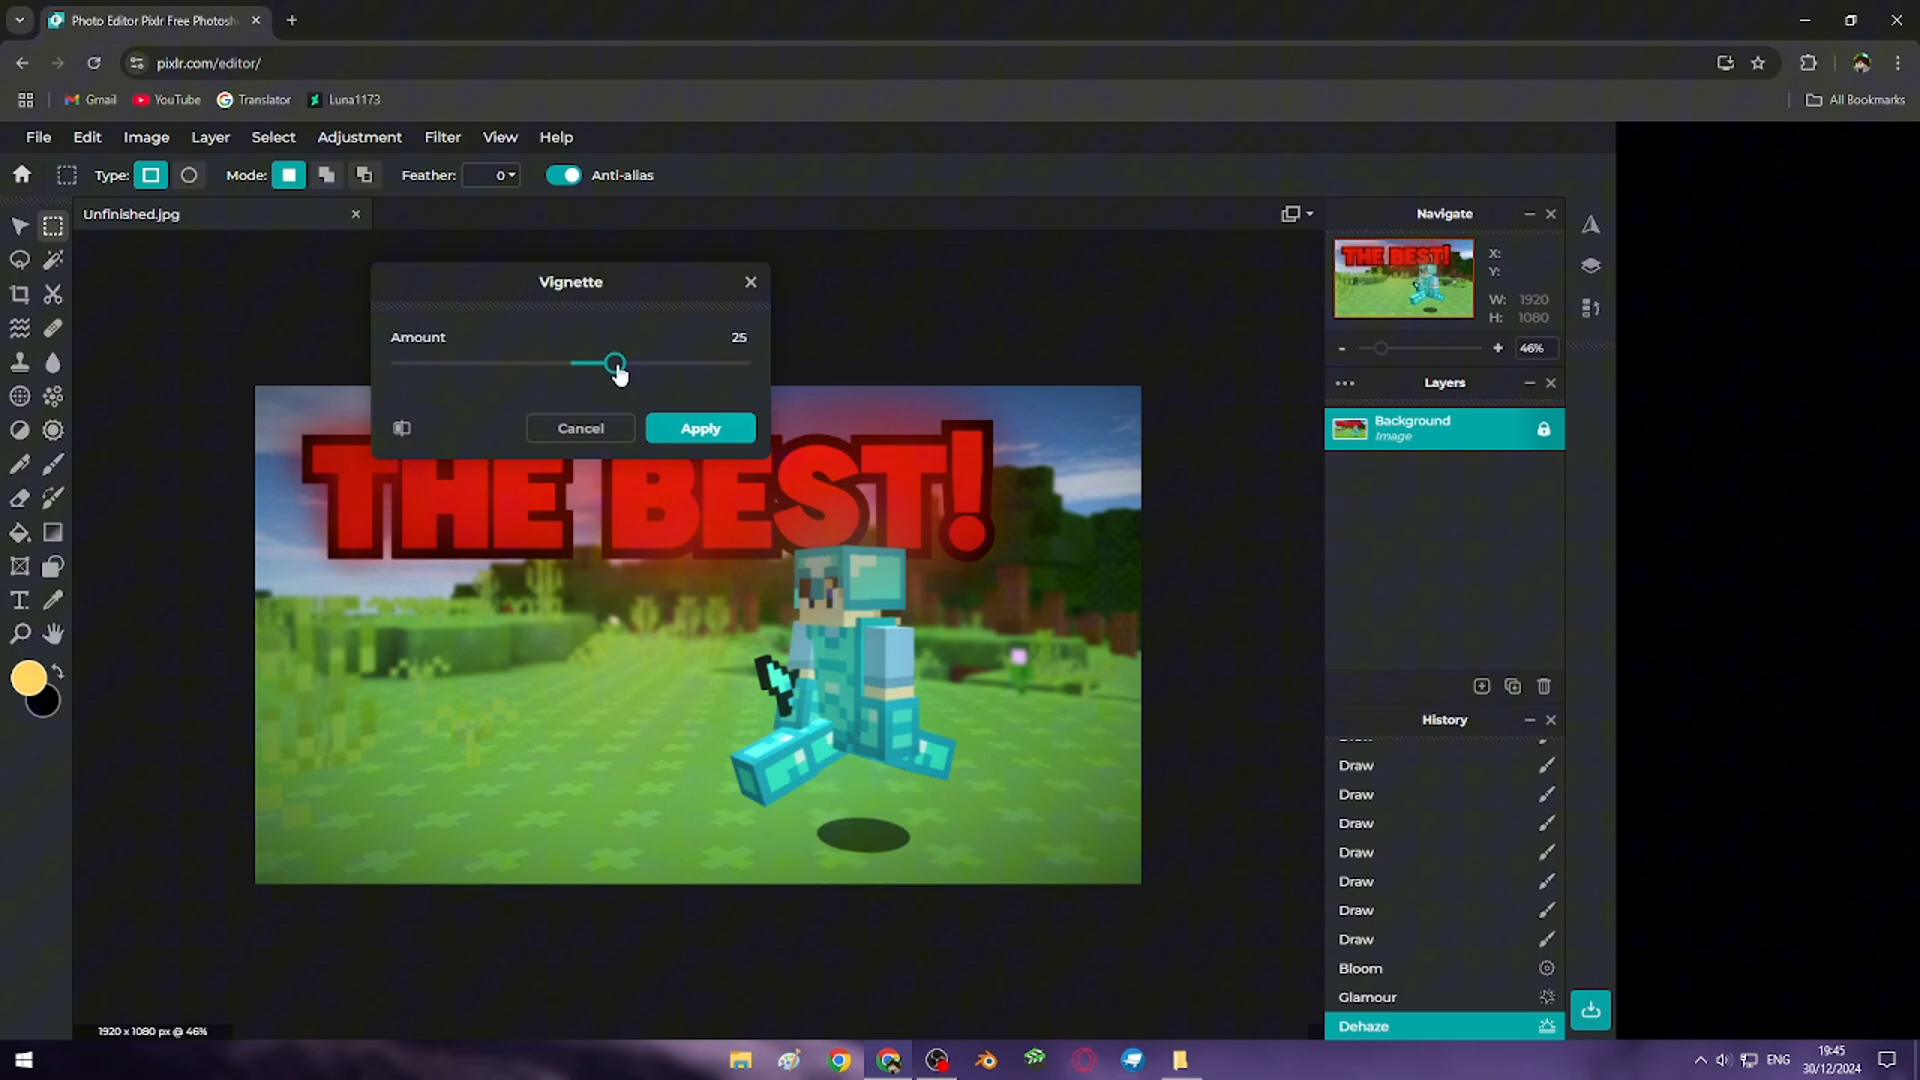 Photo Editor Pixlr Free Photosh
pixlr.com/editor/
Gmail YouTube Translator Luna1173 All Bookmarks
File Edit Image Layer Select Adjustment Filter View Help
Type: Mode: Feather: 0 Anti-alias
Unfinished.jpg
Vignette
Amount 25
Cancel Apply
THE BEST!
Navigate
THE BEST!
X:
Y:
W: 1920
H: 1080
- + 46%
Layers
Background
Image
History
Draw
Draw
Draw
Draw
Draw
Draw
Draw
Bloom
Glamour
Dehaze
1920 x 1080 px @ 46%
ENG
19:45
30/12/2024